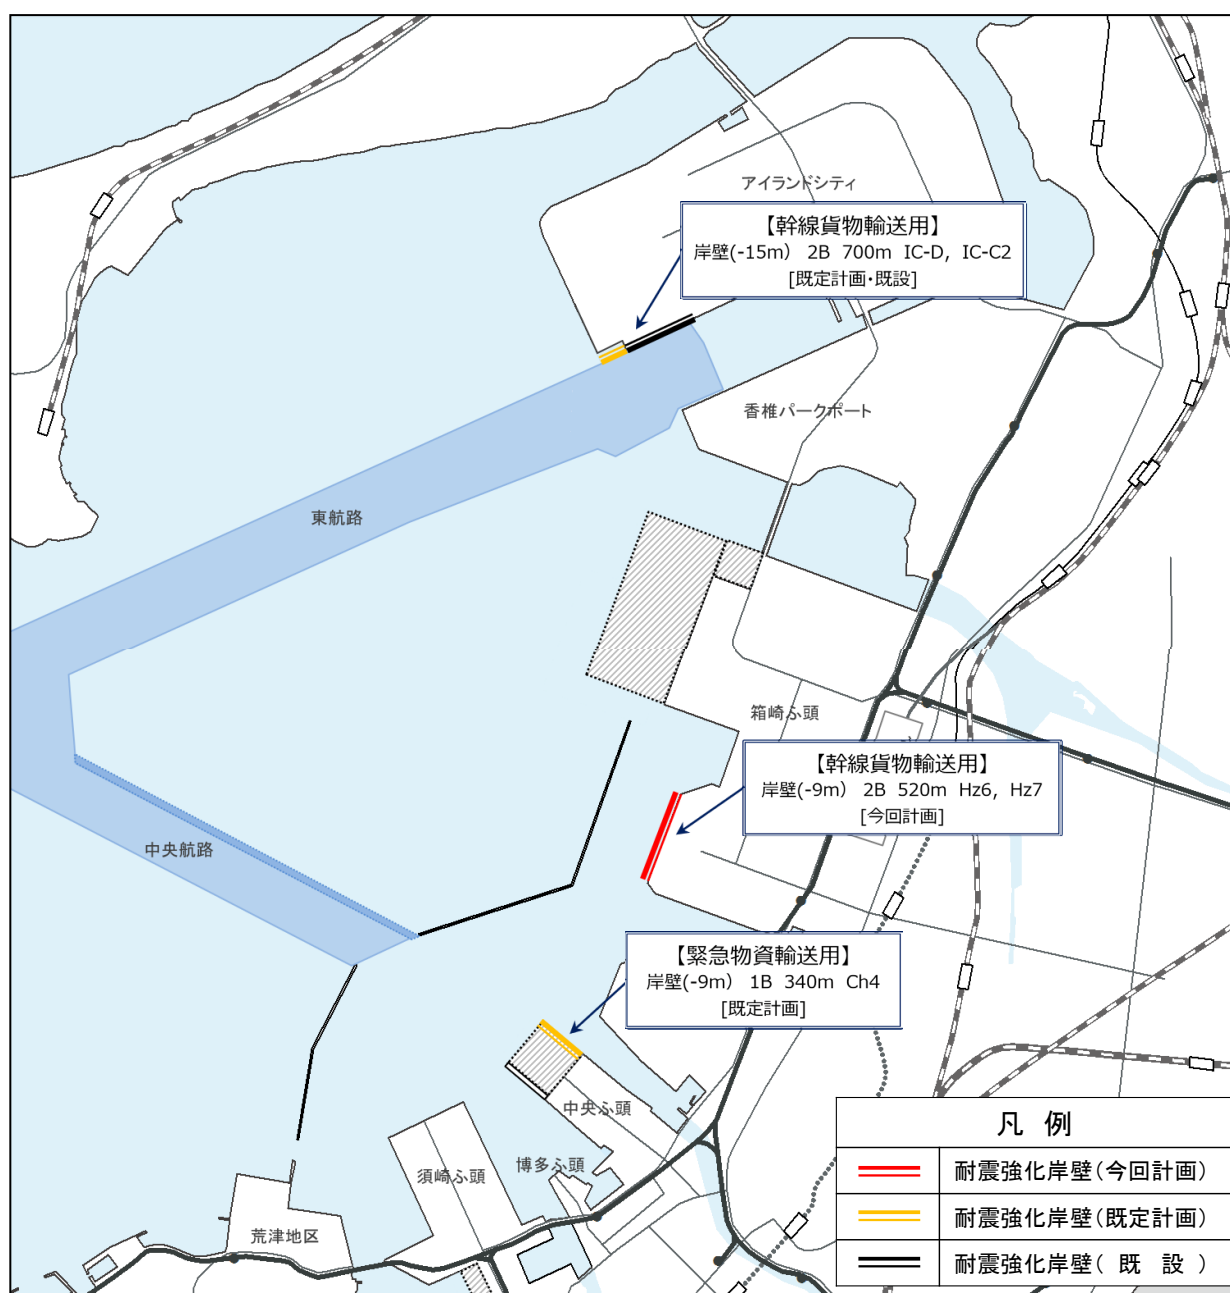 アイランドシティ
【幹線貨物輸送用】
岸壁(-15m) 2B 700m IC-D, IC-C2
[既定計画・既設]
香椎パークポート
東航路
箱崎ふ頭
【幹線貨物輸送用】
岸壁(-9m) 2B 520m Hz6, Hz7
[今回計画]
中央航路
【緊急物資輸送用】
岸壁(-9m) 1B 340m Ch4
[既定計画]
中央ふ頭
博多ふ頭
須崎ふ頭
荒津地区
凡 例
耐震強化岸壁(今回計画)
耐震強化岸壁(既定計画)
耐震強化岸壁( 既 設 )